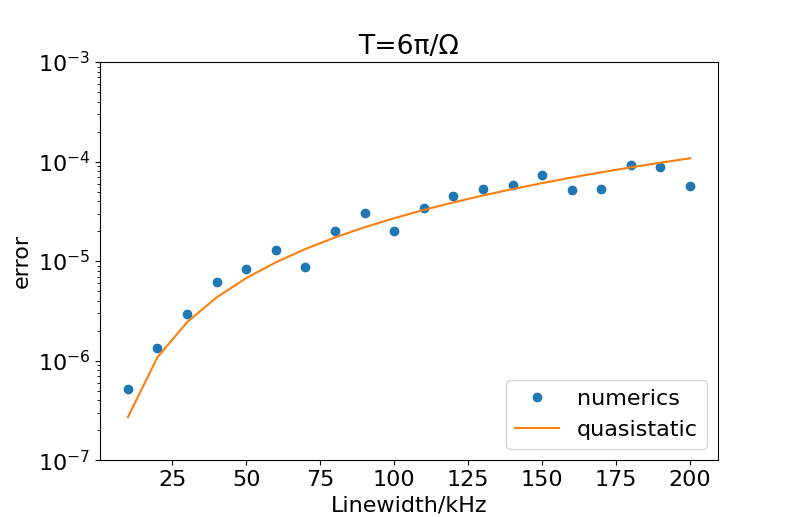 T=6π/Ω
10⁻³
10⁻⁴
10⁻⁵
10⁻⁶
10⁻⁷
error
numerics
quasistatic
25 50 75 100 125 150 175 200
Linewidth/kHz